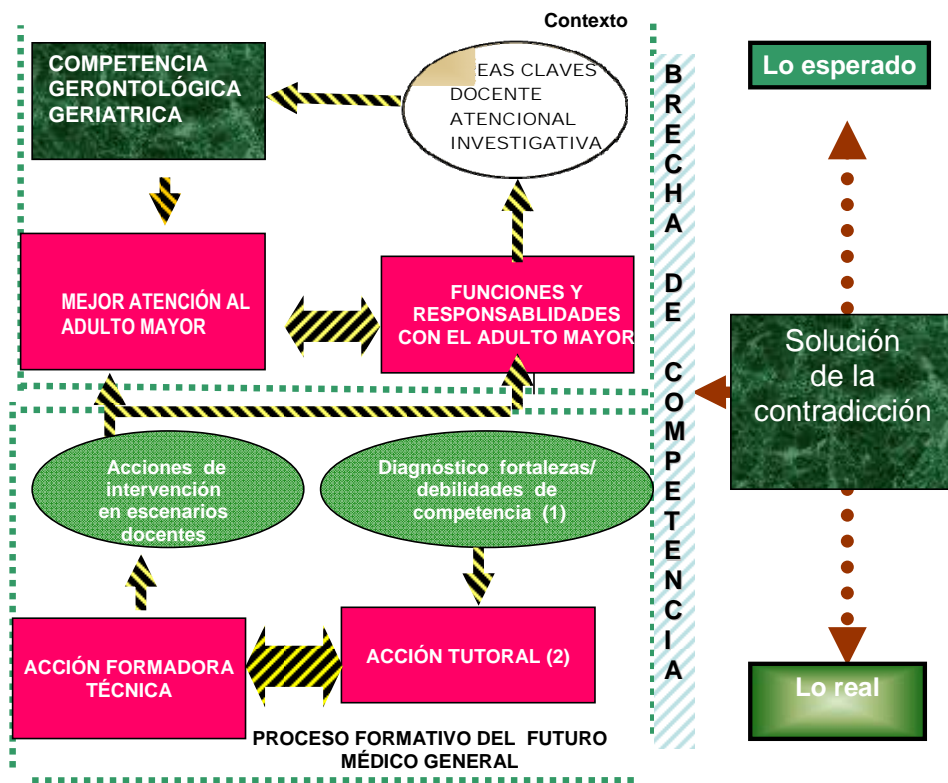 Contexto
COMPETENCIA
GERONTOLÓGICA
GERIATRICA
CLAVES
DOCENTE
ATENCIONAL
INVESTIGATIVA
MEJOR ATENCIÓN AL
ADULTO MAYOR
FUNCIONES Y
RESPONSABLIDADES
CON EL ADULTO MAYOR
Acciones de
intervención
en escenarios
docentes
Diagnóstico fortalezas/
debilidades de
competencia (1)
ACCIÓN FORMADORA
TÉCNICA
ACCIÓN TUTORAL (2)
PROCESO FORMATIVO DEL FUTURO
MÉDICO GENERAL
BRECHA DE COMPETENCIA
Lo esperado
Solución
de la
contradicción
Lo real